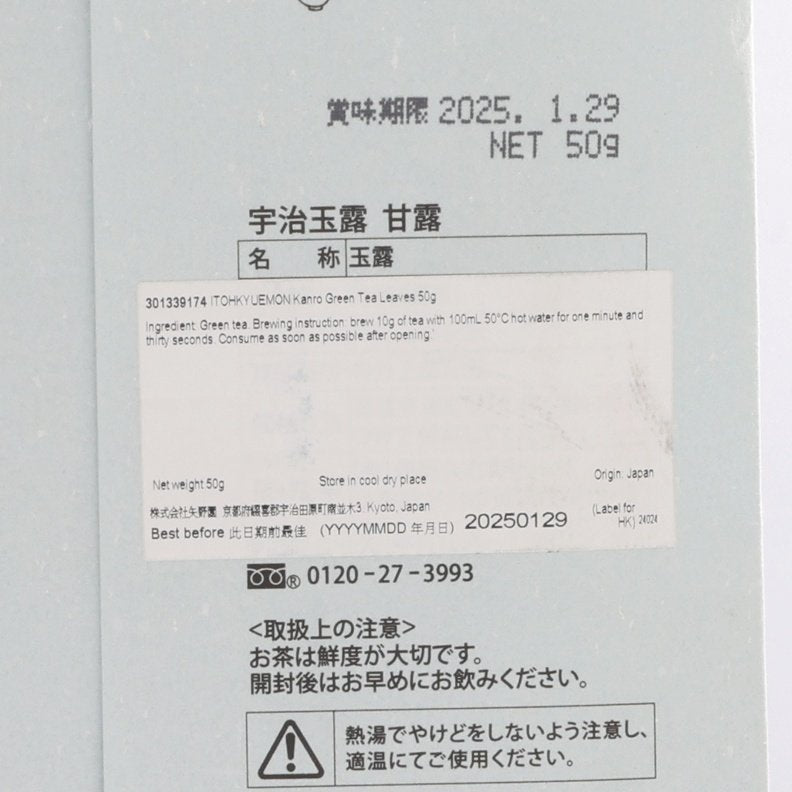 賞味期限 2025. 1.29
NET 50g
宇治玉露 甘露
名 称 玉露
301339174 ITOHKYUEMON Kanro Green Tea Leaves 50g
Ingredient: Green tea. Brewing instruction: brew 10g of tea with 100mL 50°C hot water for one minute and
thirty seconds. Consume as soon as possible after opening.
Net weight 50g Store in cool dry place Origin: Japan
株式会社矢野園 京都府綴喜郡宇治田原町南並木3, Kyoto, Japan
Best before 此日期前最佳 (YYYYMMDD 年月日) 20250129 (Label for
HK) 24024
® 0120-27-3993
<取扱上の注意>
お茶は鮮度が大切です。
開封後はお早めにお飲みください。
熱湯でやけどをしないよう注意し、
適温にてご使用ください。